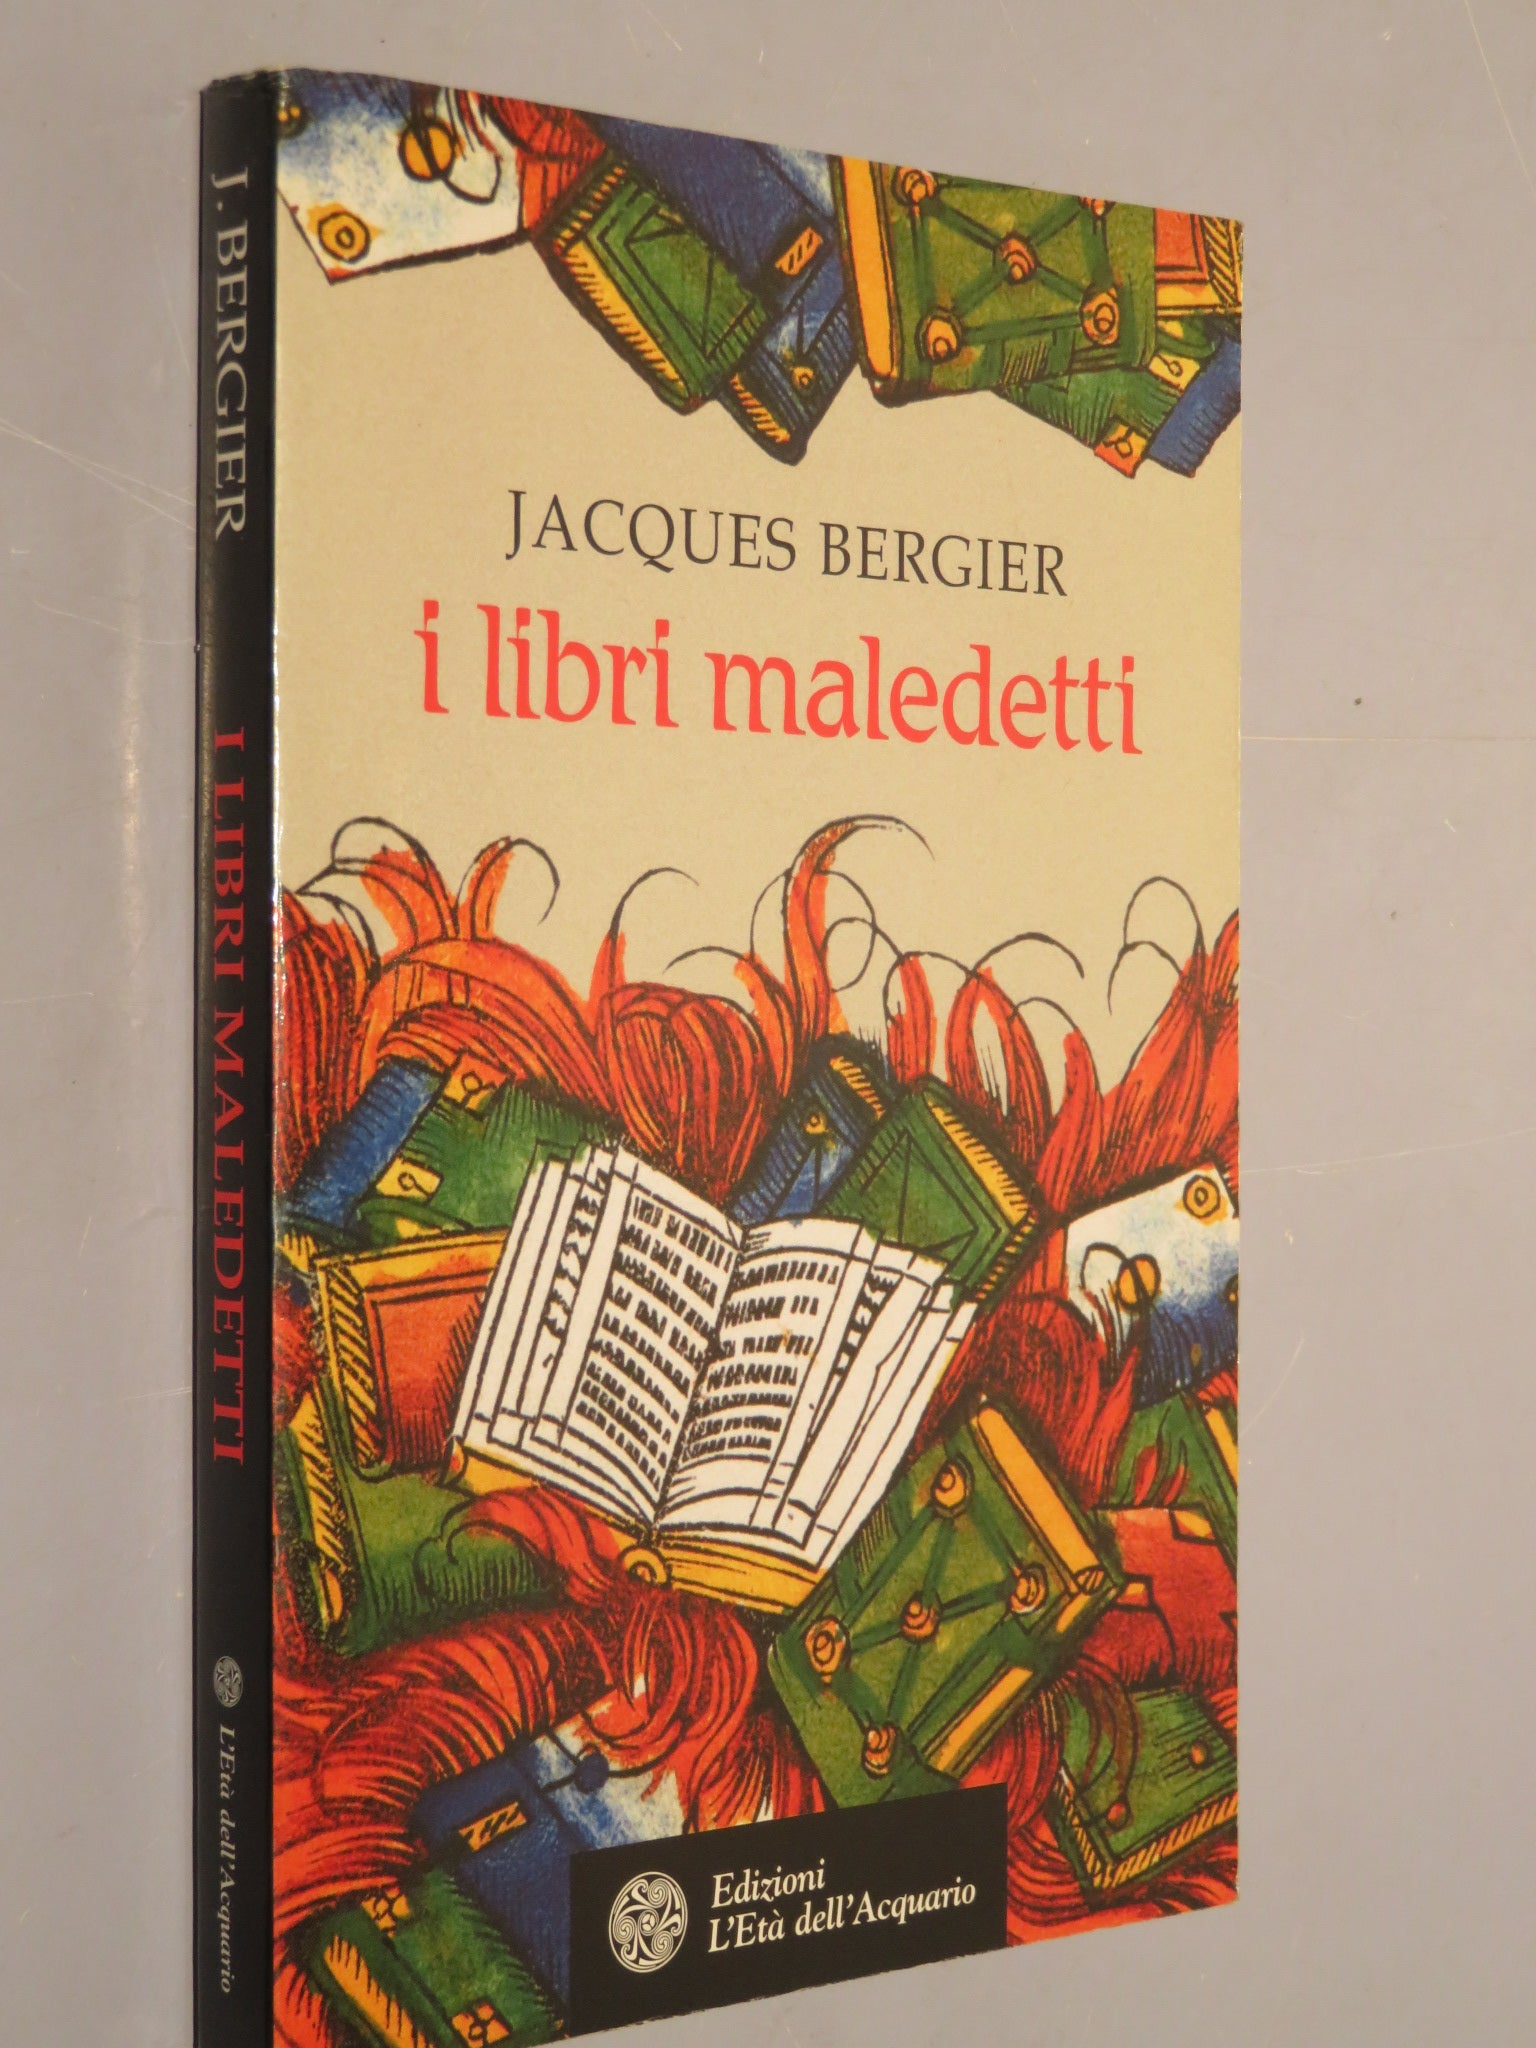 J. BERGIER I LIBRI MALEDETTI L'Età dell'Acquario
JACQUES BERGIER
i libri maledetti
Edizioni
L'Età dell'Acquario